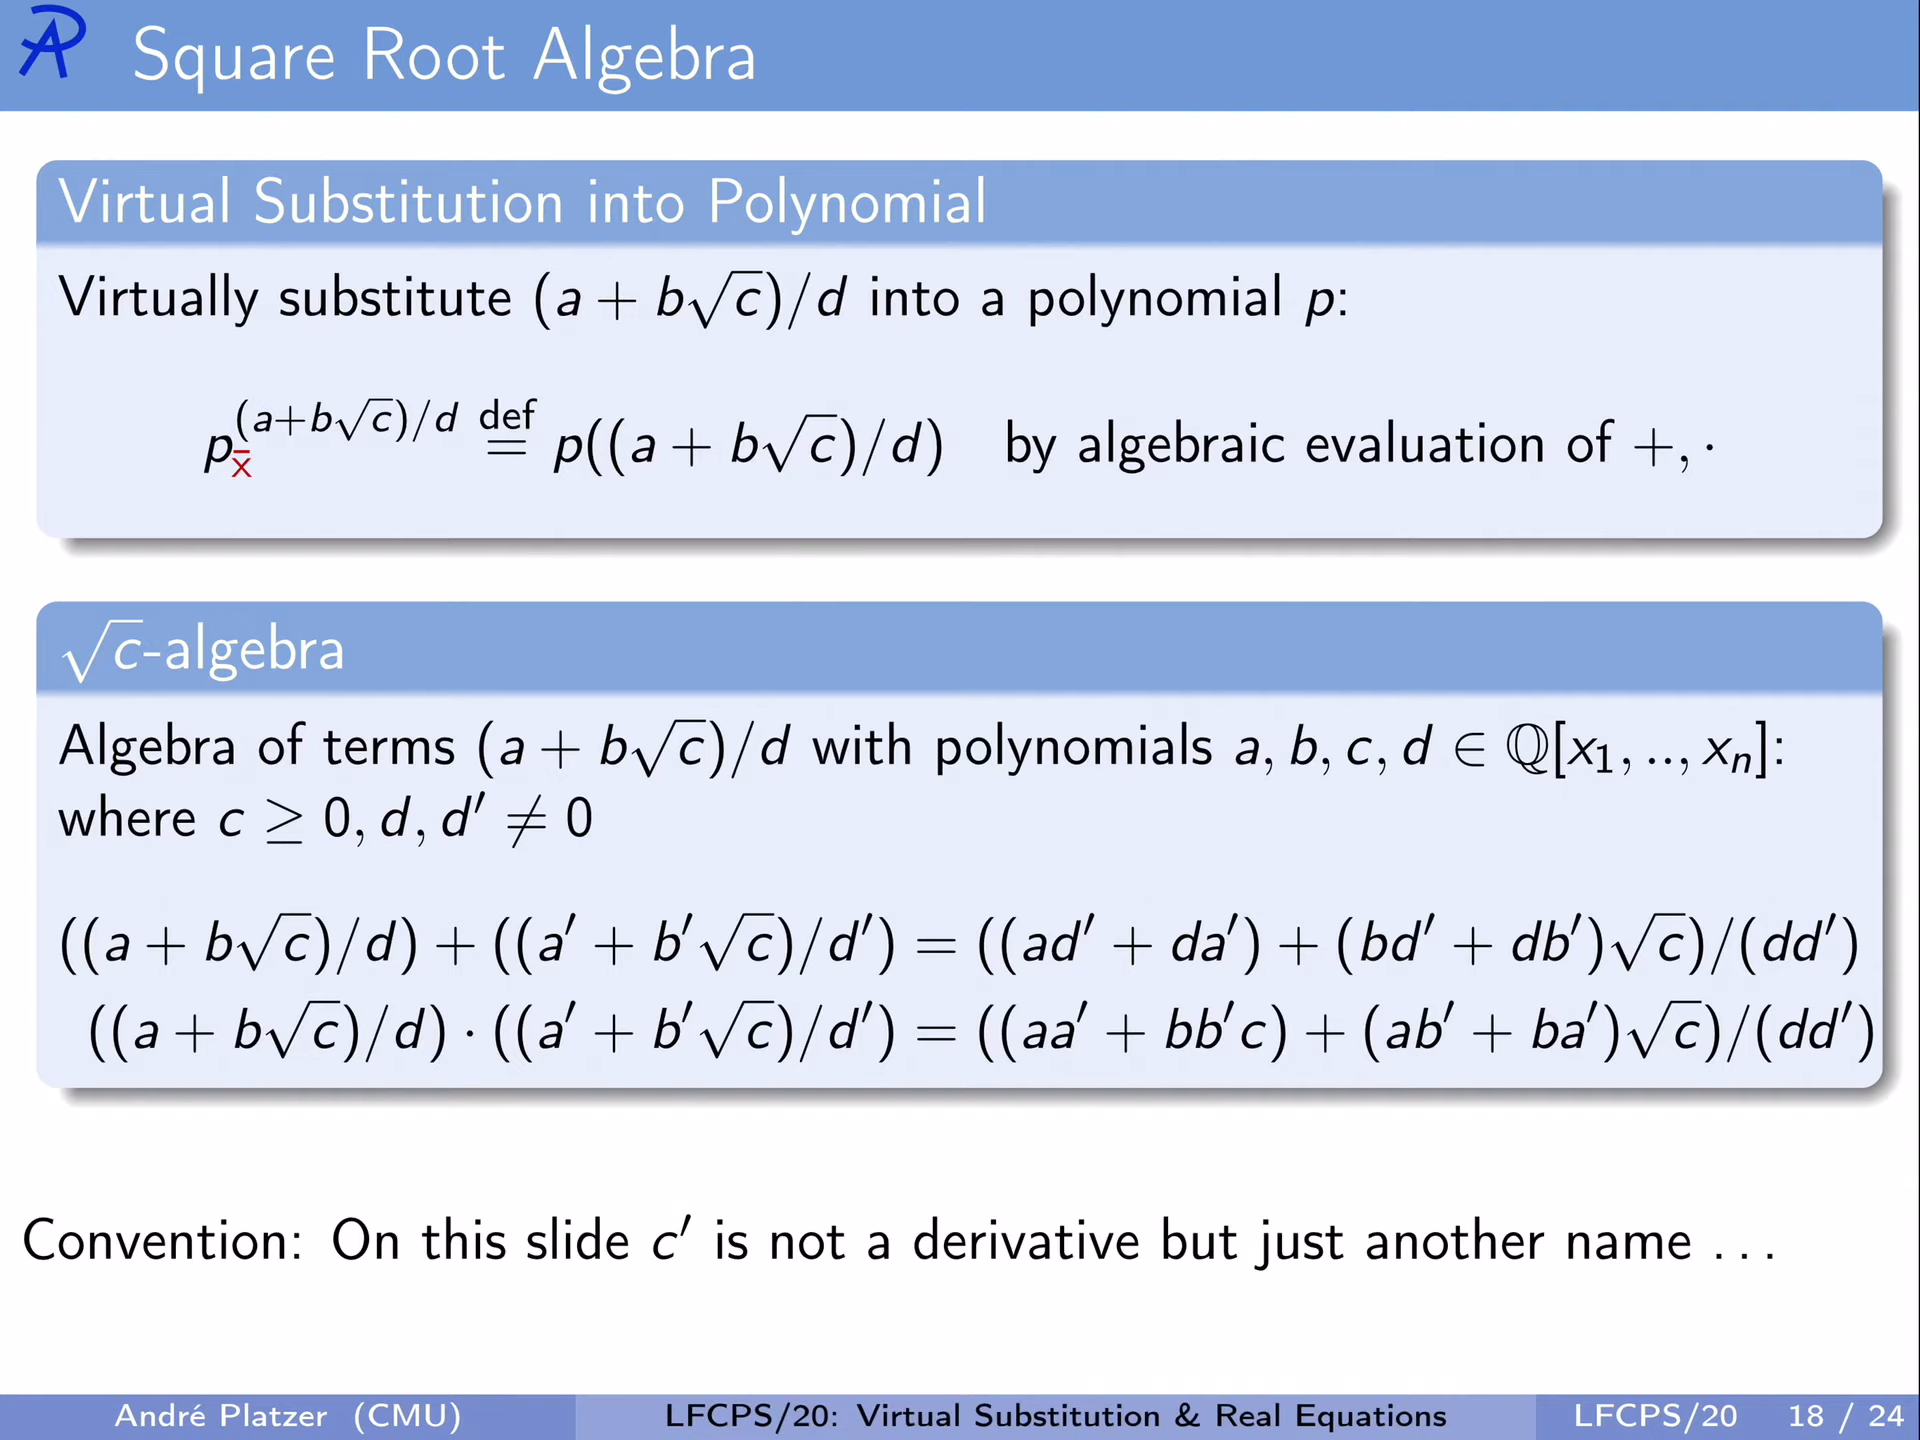 Square Root Algebra
Virtual Substitution into Polynomial
Virtually substitute (a + b√c)/d into a polynomial p:
p_x̄^{(a+b√c)/d} ≝ p((a + b√c)/d) by algebraic evaluation of +, ·
√c-algebra
Algebra of terms (a + b√c)/d with polynomials a, b, c, d ∈ ℚ[x₁, .., xₙ]:
where c ≥ 0, d, d′ ≠ 0
((a + b√c)/d) + ((a′ + b′√c)/d′) = ((ad′ + da′) + (bd′ + db′)√c)/(dd′)
((a + b√c)/d) · ((a′ + b′√c)/d′) = ((aa′ + bb′c) + (ab′ + ba′)√c)/(dd′)
Convention: On this slide c′ is not a derivative but just another name . . .
André Platzer (CMU) LFCPS/20: Virtual Substitution & Real Equations LFCPS/20 18 / 24